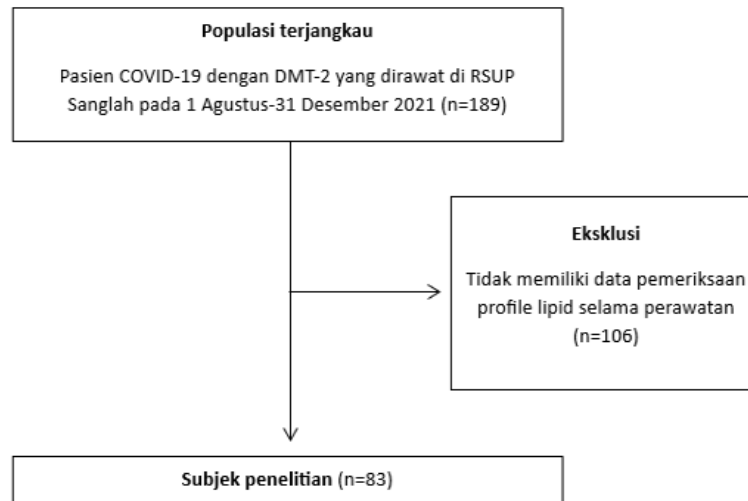 Populasi terjangkau
Pasien COVID-19 dengan DMT-2 yang dirawat di RSUP
Sanglah pada 1 Agustus-31 Desember 2021 (n=189)
Eksklusi
Tidak memiliki data pemeriksaan
profile lipid selama perawatan
(n=106)
Subjek penelitian (n=83)